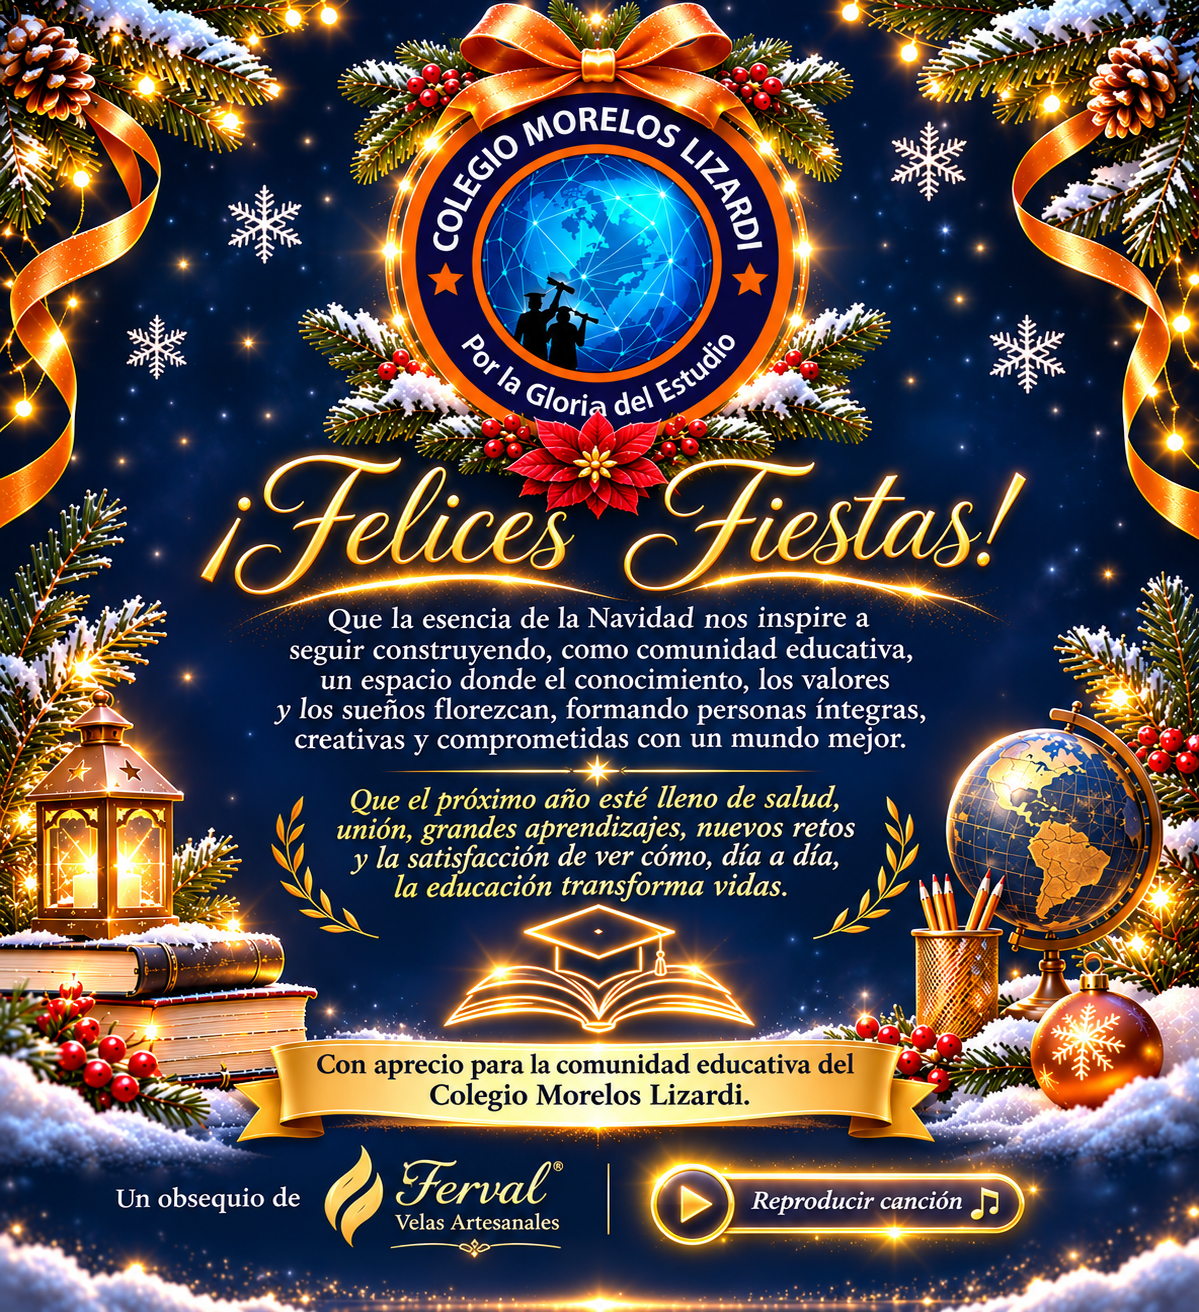 COLEGIO MORELOS LIZARDI
Por la Gloria del Estudio
¡Felices Fiestas!
Que la esencia de la Navidad nos inspire a
seguir construyendo, como comunidad educativa,
un espacio donde el conocimiento, los valores
y los sueños florezcan, formando personas íntegras,
creativas y comprometidas con un mundo mejor.
Que el próximo año esté lleno de salud,
unión, grandes aprendizajes, nuevos retos
y la satisfacción de ver cómo, día a día,
la educación transforma vidas.
Con aprecio para la comunidad educativa del
Colegio Morelos Lizardi.
Un obsequio de
Ferval®
Velas Artesanales
Reproducir canción